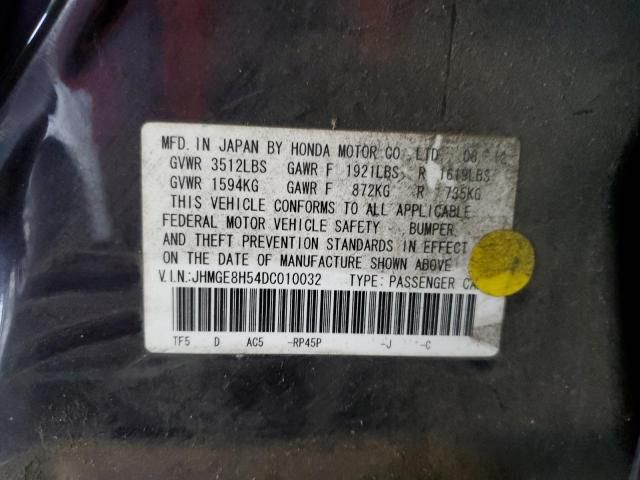 MFD. IN JAPAN BY HONDA MOTOR CO., LTD. 08
GVWR 3512LBS GAWR F 1921LBS R 1619LBS
GVWR 1594KG GAWR F 872KG R 735KG
THIS VEHICLE CONFORMS TO ALL APPLICABLE
FEDERAL MOTOR VEHICLE SAFETY BUMPER
AND THEFT PREVENTION STANDARDS IN EFFECT
ON THE DATE OF MANUFACTURE SHOWN ABOVE
V.I.N.:JHMGE8H54DC010032 TYPE: PASSENGER
TF5 D AC5 -RP45P -J -C